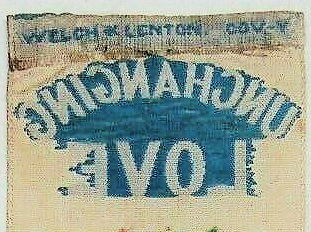 WELCH & LENTON, COV-Y
UNCHANGING
LOVE